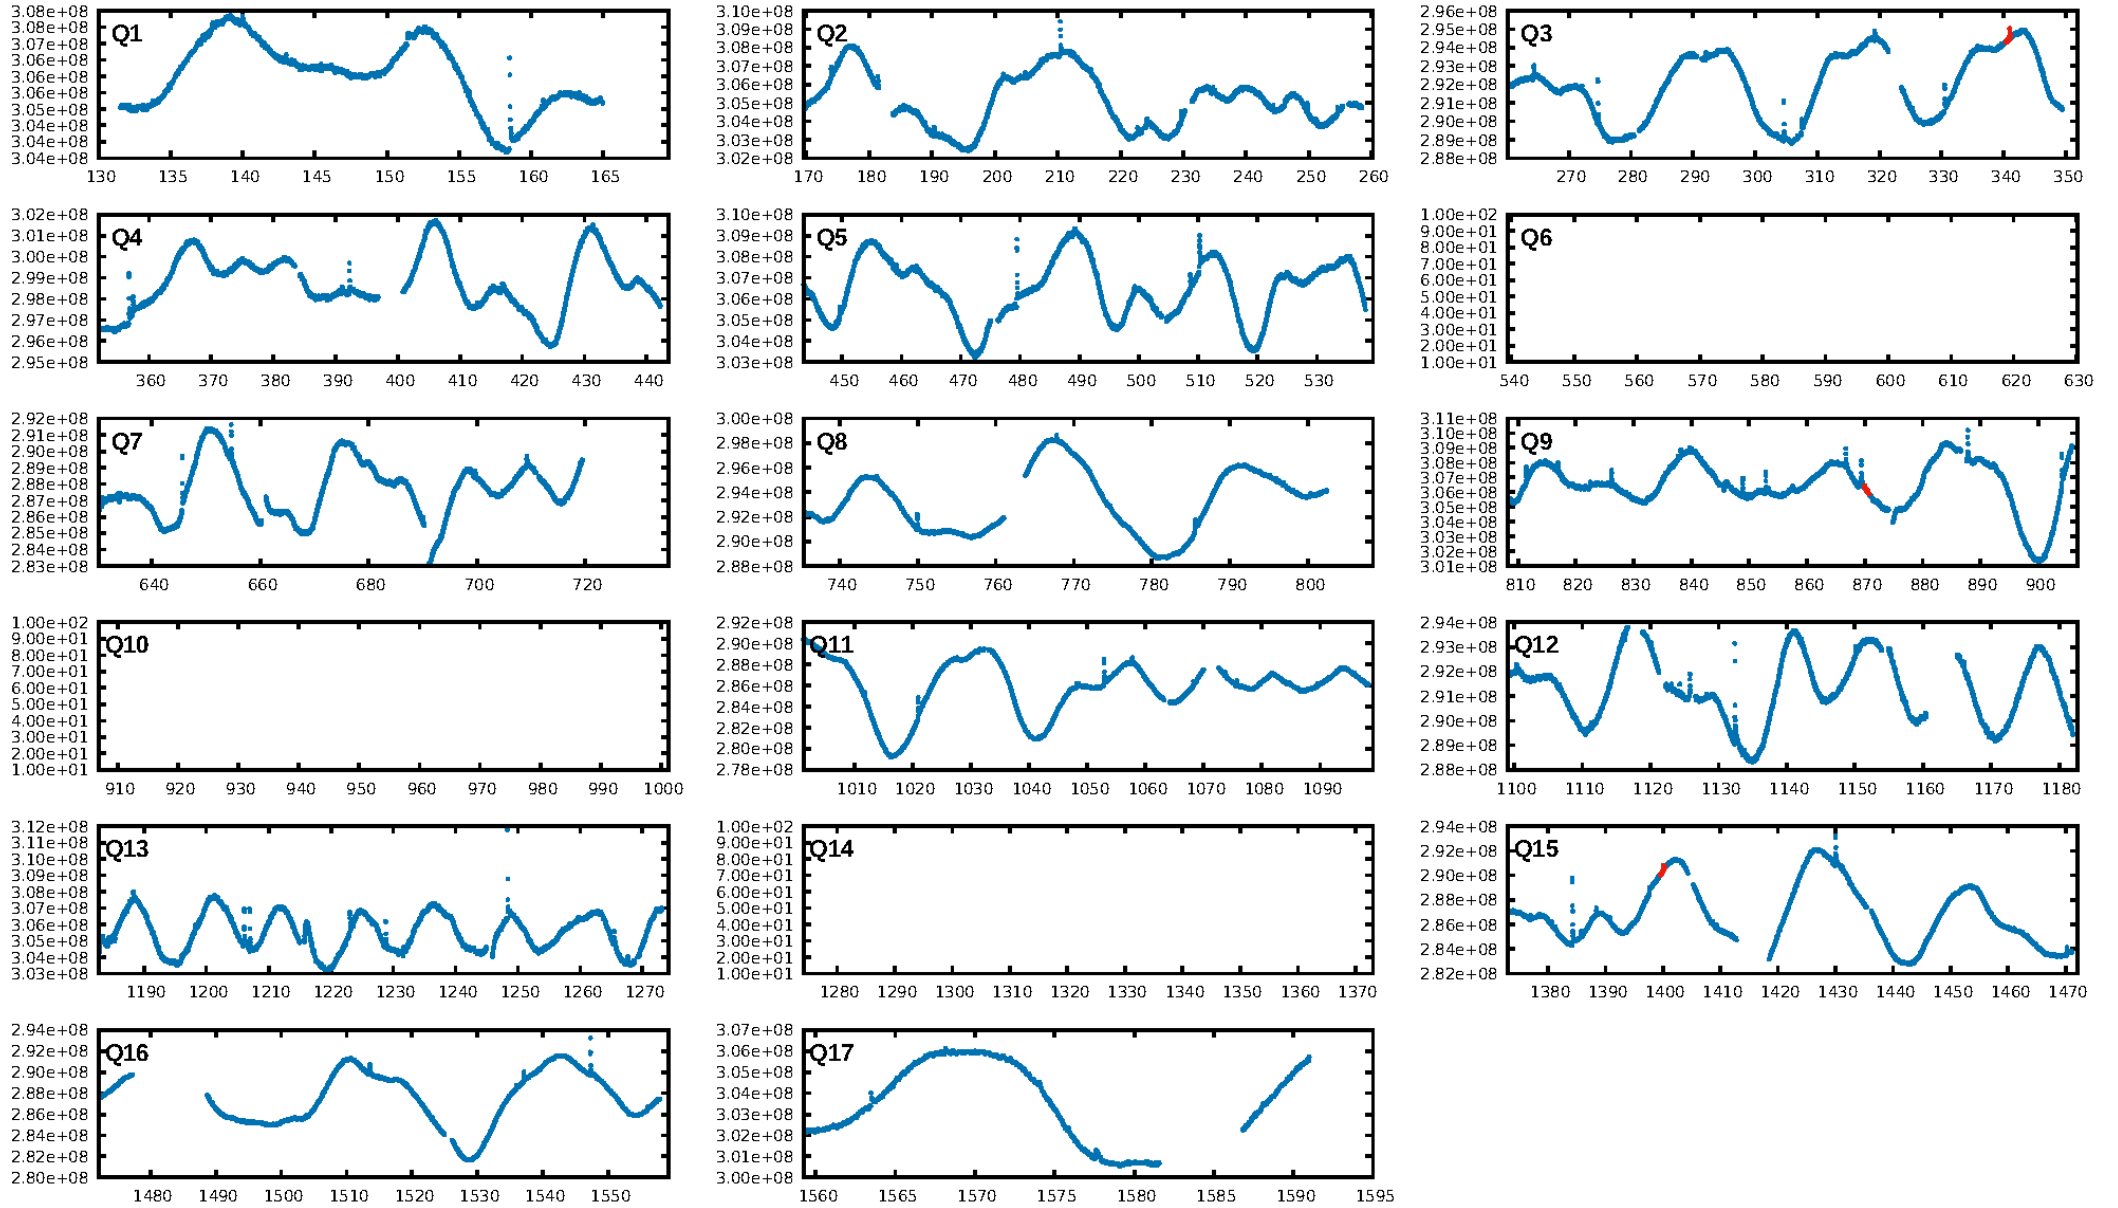 3.08e+08
3.07e+08
3.06e+08
3.06e+08
3.05e+08
3.05e+08
3.04e+08
3.04e+08
3.04e+08
Q1
130 135 140 145 150 155 160 165
3.10e+08
3.09e+08
3.08e+08
3.07e+08
3.06e+08
3.05e+08
3.04e+08
3.03e+08
3.02e+08
Q2
170 180 190 200 210 220 230 240 250 260
2.96e+08
2.95e+08
2.94e+08
2.93e+08
2.92e+08
2.91e+08
2.90e+08
2.89e+08
2.88e+08
Q3
270 280 290 300 310 320 330 340 350
3.02e+08
3.01e+08
3.00e+08
2.99e+08
2.98e+08
2.97e+08
2.96e+08
2.95e+08
Q4
360 370 380 390 400 410 420 430 440
3.10e+08
3.09e+08
3.07e+08
3.06e+08
3.05e+08
3.04e+08
3.03e+08
Q5
450 460 470 480 490 500 510 520 530
1.00e+02
9.00e+01
8.00e+01
7.00e+01
6.00e+01
5.00e+01
4.00e+01
3.00e+01
2.00e+01
1.00e+01
Q6
540 550 560 570 580 590 600 610 620 630
2.92e+08
2.91e+08
2.90e+08
2.89e+08
2.88e+08
2.87e+08
2.86e+08
2.85e+08
2.84e+08
2.83e+08
Q7
640 660 680 700 720
3.00e+08
2.98e+08
2.96e+08
2.94e+08
2.92e+08
2.90e+08
2.88e+08
Q8
740 750 760 770 780 790 800
3.11e+08
3.10e+08
3.09e+08
3.08e+08
3.07e+08
3.06e+08
3.05e+08
3.04e+08
3.03e+08
3.02e+08
3.01e+08
Q9
810 820 830 840 850 860 870 880 890 900
1.00e+02
9.00e+01
8.00e+01
7.00e+01
6.00e+01
5.00e+01
4.00e+01
3.00e+01
2.00e+01
1.00e+01
Q10
910 920 930 940 950 960 970 980 990 1000
2.92e+08
2.90e+08
2.88e+08
2.86e+08
2.84e+08
2.82e+08
2.80e+08
2.78e+08
Q11
1010 1020 1030 1040 1050 1060 1070 1080 1090
2.94e+08
2.93e+08
2.92e+08
2.91e+08
2.90e+08
2.89e+08
2.88e+08
Q12
1100 1110 1120 1130 1140 1150 1160 1170 1180
3.12e+08
3.11e+08
3.10e+08
3.09e+08
3.08e+08
3.07e+08
3.06e+08
3.05e+08
3.04e+08
3.03e+08
Q13
1190 1200 1210 1220 1230 1240 1250 1260 1270
1.00e+02
9.00e+01
8.00e+01
7.00e+01
6.00e+01
5.00e+01
4.00e+01
3.00e+01
2.00e+01
1.00e+01
Q14
1280 1290 1300 1310 1320 1330 1340 1350 1360 1370
2.94e+08
2.92e+08
2.90e+08
2.88e+08
2.86e+08
2.84e+08
2.82e+08
Q15
1380 1390 1400 1410 1420 1430 1440 1450 1460 1470
2.94e+08
2.92e+08
2.90e+08
2.88e+08
2.86e+08
2.84e+08
2.82e+08
2.80e+08
Q16
1480 1490 1500 1510 1520 1530 1540 1550
3.07e+08
3.06e+08
3.04e+08
3.03e+08
3.02e+08
3.01e+08
3.00e+08
Q17
1560 1565 1570 1575 1580 1585 1590 1595